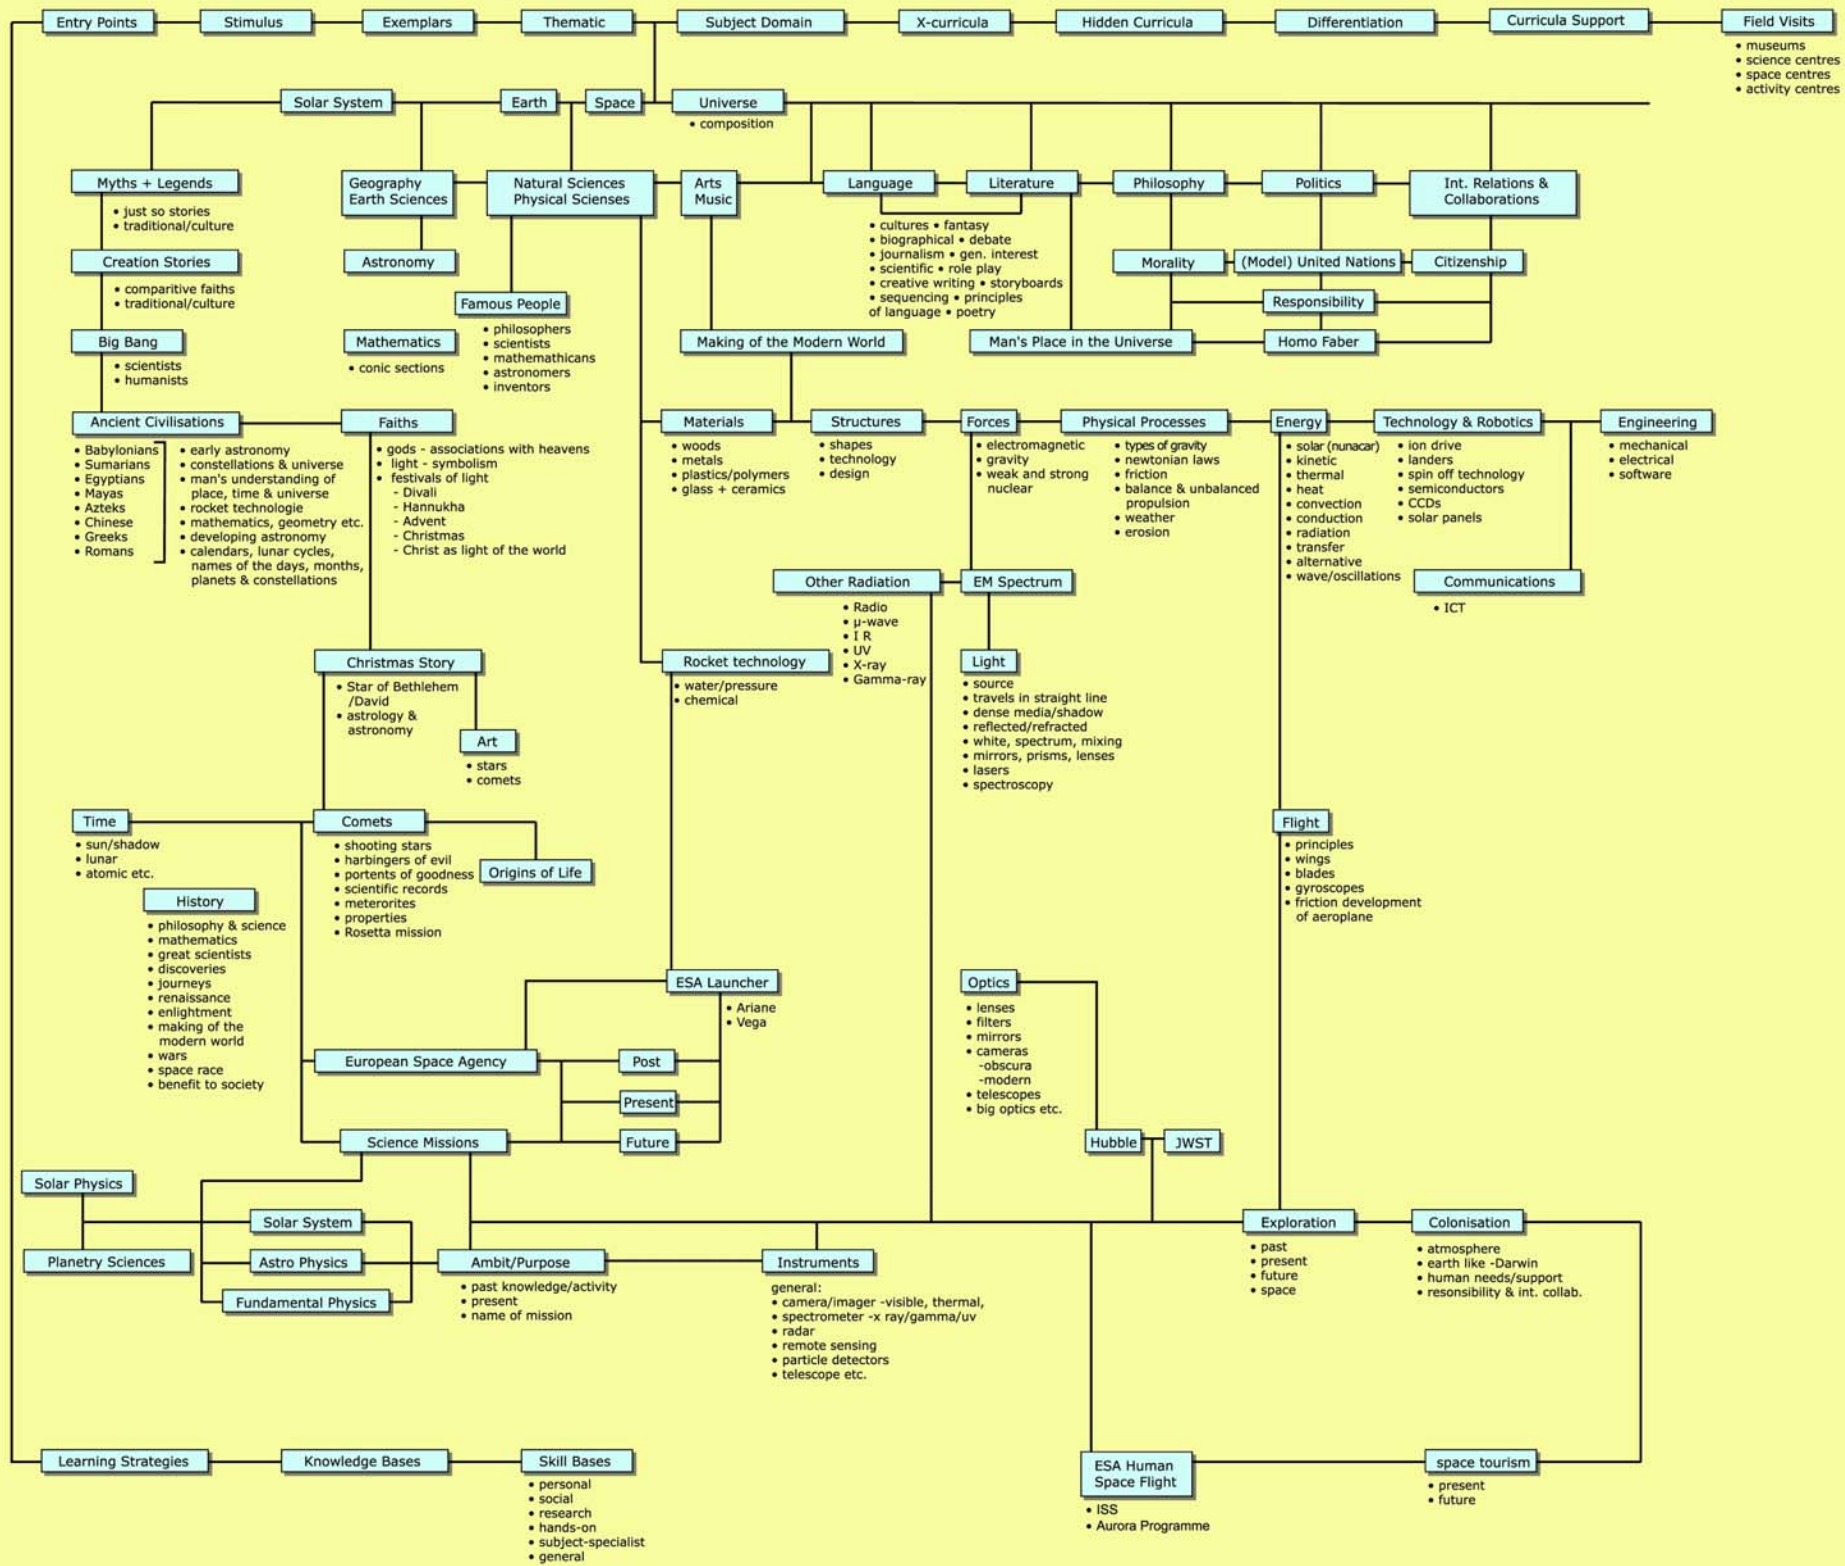 Entry Points
Stimulus
Exemplars
Thematic
Subject Domain
X-curricula
Hidden Curricula
Differentiation
Curricula Support
Field Visits
• museums
• science centres
• space centres
• activity centres
Solar System
Earth
Space
Universe
• composition
Myths + Legends
• just so stories
• traditional/culture
Geography
Earth Sciences
Natural Sciences
Physical Scienses
Arts
Music
Language
Literature
• cultures • fantasy
• biographical • debate
• journalism • gen. interest
• scientific • role play
• creative writing • storyboards
• sequencing • principles
of language • poetry
Philosophy
Politics
Int. Relations &
Collaborations
Creation Stories
• comparitive faiths
• traditional/culture
Astronomy
Morality
(Model) United Nations
Citizenship
Famous People
• philosophers
• scientists
• mathemathicans
• astronomers
• inventors
Responsibility
Big Bang
• scientists
• humanists
Mathematics
• conic sections
Making of the Modern World
Man's Place in the Universe
Homo Faber
Ancient Civilisations
• Babylonians
• Sumarians
• Egyptians
• Mayas
• Azteks
• Chinese
• Greeks
• Romans
• early astronomy
• constellations & universe
• man's understanding of
place, time & universe
• rocket technologie
• mathematics, geometry etc.
• developing astronomy
• calendars, lunar cycles,
names of the days, months,
planets & constellations
Faiths
• gods - associations with heavens
• light - symbolism
• festivals of light
- Divali
- Hannukha
- Advent
- Christmas
- Christ as light of the world
Materials
• woods
• metals
• plastics/polymers
• glass + ceramics
Structures
• shapes
• technology
• design
Forces
• electromagnetic
• gravity
• weak and strong
nuclear
Physical Processes
• types of gravity
• newtonian laws
• friction
• balance & unbalanced
propulsion
• weather
• erosion
Energy
• solar (nunacar)
• kinetic
• thermal
• heat
• convection
• conduction
• radiation
• transfer
• alternative
• wave/oscillations
Technology & Robotics
• ion drive
• landers
• spin off technology
• semiconductors
• CCDs
• solar panels
Engineering
• mechanical
• electrical
• software
Other Radiation
• Radio
• μ-wave
• I R
• UV
• X-ray
• Gamma-ray
EM Spectrum
Communications
• ICT
Christmas Story
• Star of Bethlehem
/David
• astrology &
astronomy
Rocket technology
• water/pressure
• chemical
Light
• source
• travels in straight line
• dense media/shadow
• reflected/refracted
• white, spectrum, mixing
• mirrors, prisms, lenses
• lasers
• spectroscopy
Art
• stars
• comets
Time
• sun/shadow
• lunar
• atomic etc.
Comets
• shooting stars
• harbingers of evil
• portents of goodness
• scientific records
• meterorites
• properties
• Rosetta mission
Origins of Life
Flight
• principles
• wings
• blades
• gyroscopes
• friction development
of aeroplane
History
• philosophy & science
• mathematics
• great scientists
• discoveries
• journeys
• renaissance
• enlightment
• making of the
modern world
• wars
• space race
• benefit to society
ESA Launcher
• Ariane
• Vega
Optics
• lenses
• filters
• mirrors
• cameras
-obscura
-modern
• telescopes
• big optics etc.
European Space Agency
Post
Present
Science Missions
Future
Hubble
JWST
Solar Physics
Solar System
Exploration
• past
• present
• future
• space
Colonisation
• atmosphere
• earth like -Darwin
• human needs/support
• resonsibility & int. collab.
Planetry Sciences
Astro Physics
Ambit/Purpose
• past knowledge/activity
• present
• name of mission
Instruments
general:
• camera/imager -visible, thermal,
• spectrometer -x ray/gamma/uv
• radar
• remote sensing
• particle detectors
• telescope etc.
Fundamental Physics
Learning Strategies
Knowledge Bases
Skill Bases
• personal
• social
• research
• hands-on
• subject-specialist
• general
ESA Human
Space Flight
• ISS
• Aurora Programme
space tourism
• present
• future